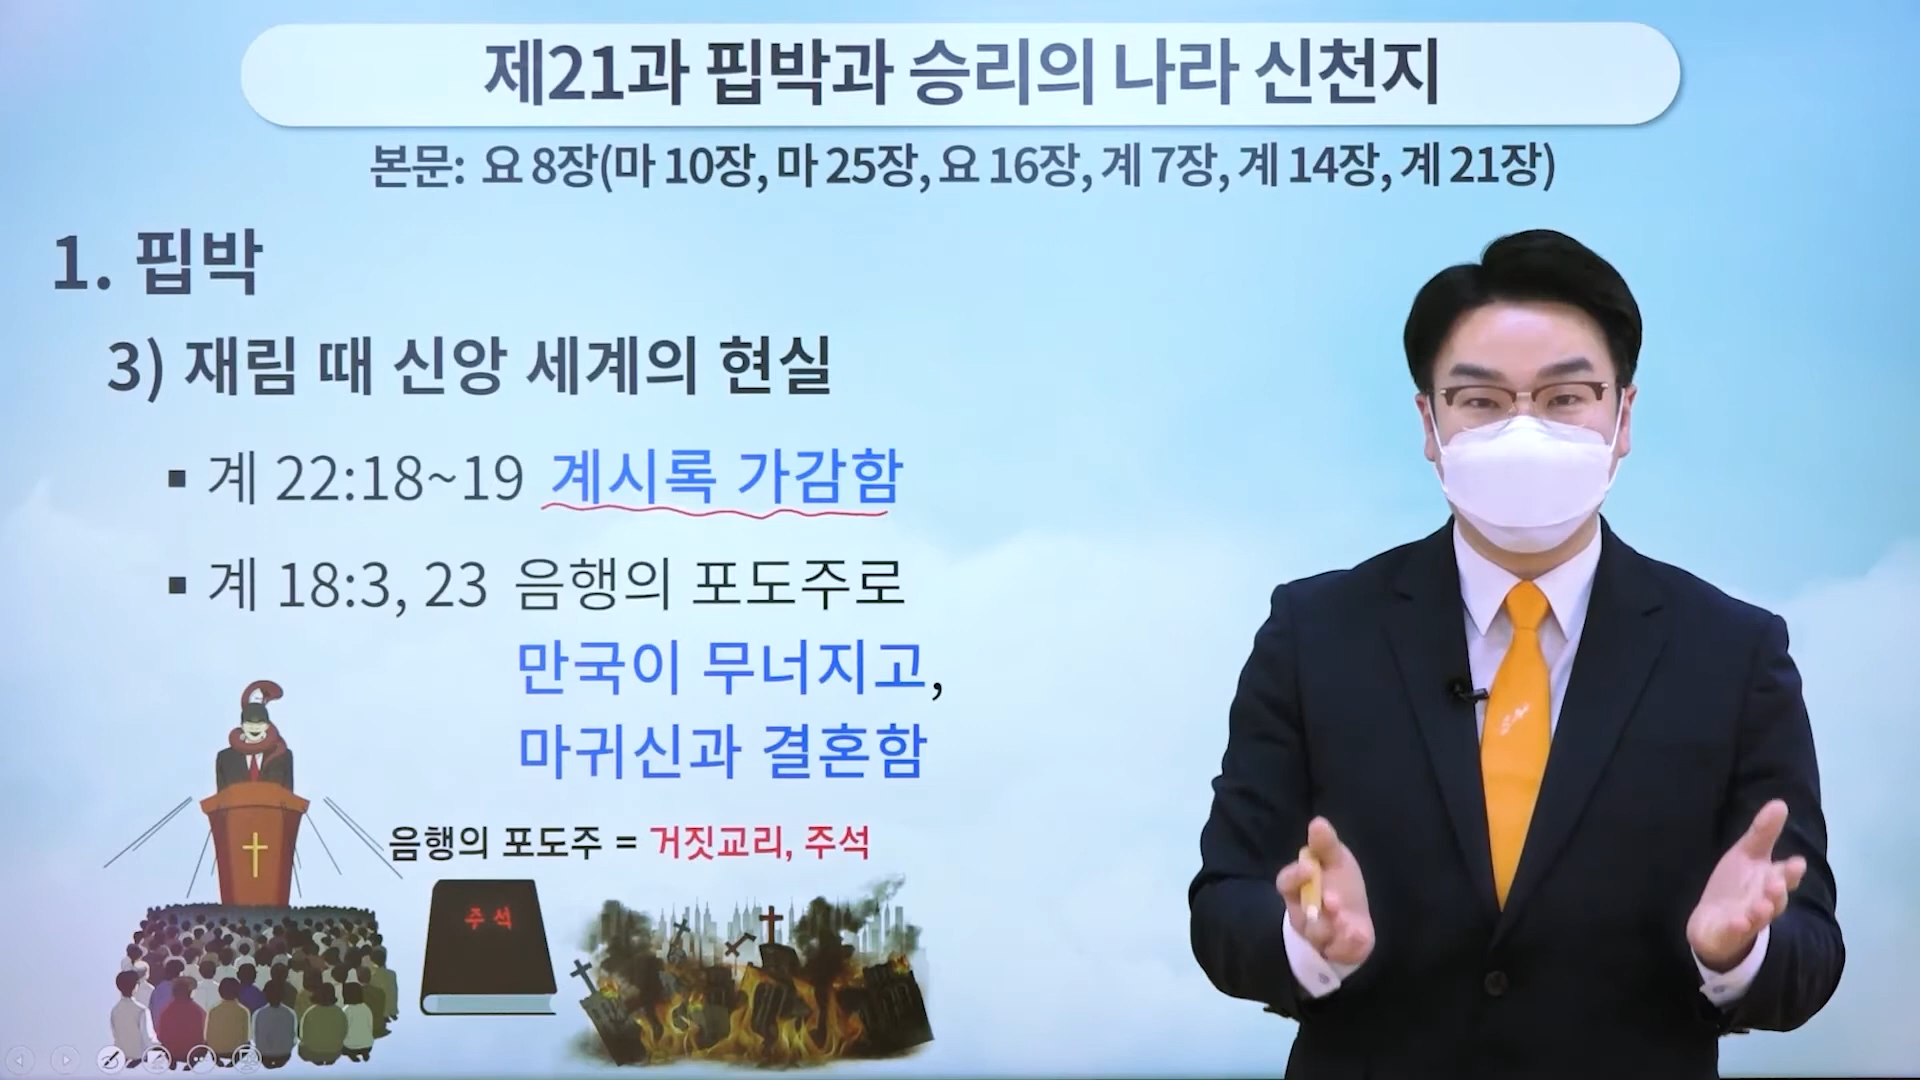 제21과 핍박과 승리의 나라 신천지
본문: 요 8장(마 10장, 마 25장, 요 16장, 계 7장, 계 14장, 계 21장)
1. 핍박
3) 재림 때 신앙 세계의 현실
▪ 계 22:18~19 계시록 가감함
▪ 계 18:3, 23 음행의 포도주로
만국이 무너지고,
마귀신과 결혼함
음행의 포도주 = 거짓교리, 주석
주석